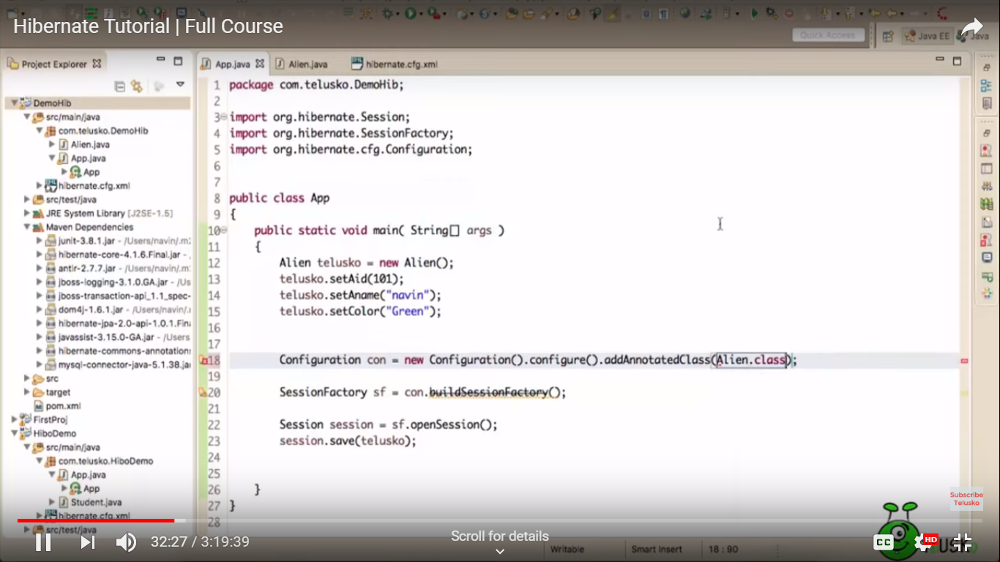 Hibernate Tutorial | Full Course
Quick Access
Java EE
Java
Project Explorer
App.java
Alien.java
hibernate.cfg.xml
DemoHib
src/main/java
com.telusko.DemoHib
Alien.java
App.java
App
hibernate.cfg.xml
src/test/java
JRE System Library [J2SE-1.5]
Maven Dependencies
junit-3.8.1.jar - /Users/navin/.m
hibernate-core-4.1.6.Final.jar -
antlr-2.7.7.jar - /Users/navin/.m
jboss-logging-3.1.0.GA.jar - /Us
jboss-transaction-api_1.1_spec-
dom4j-1.6.1.jar - /Users/navin/.
hibernate-jpa-2.0-api-1.0.1.Fin
javassist-3.15.0-GA.jar - /Users
hibernate-commons-annotation
mysql-connector-java-5.1.38.ja
src
target
pom.xml
FirstProj
HiboDemo
src/main/java
com.telusko.HiboDemo
App.java
App
Student.java
hibernate.cfg.xml
src/test/java
1 package com.telusko.DemoHib;
2
3 import org.hibernate.Session;
4 import org.hibernate.SessionFactory;
5 import org.hibernate.cfg.Configuration;
6
7
8 public class App
9 {
10 public static void main( String[] args )
11 {
12 Alien telusko = new Alien();
13 telusko.setAid(101);
14 telusko.setAname("navin");
15 telusko.setColor("Green");
16
17
18 Configuration con = new Configuration().configure().addAnnotatedClass(Alien.class);
19
20 SessionFactory sf = con.buildSessionFactory();
21
22 Session session = sf.openSession();
23 session.save(telusko);
24
25
26 }
27 }
28
Subscribe
Telusko
32:27 / 3:19:39
Scroll for details
CC
HD
Writable
Smart Insert
18 : 90